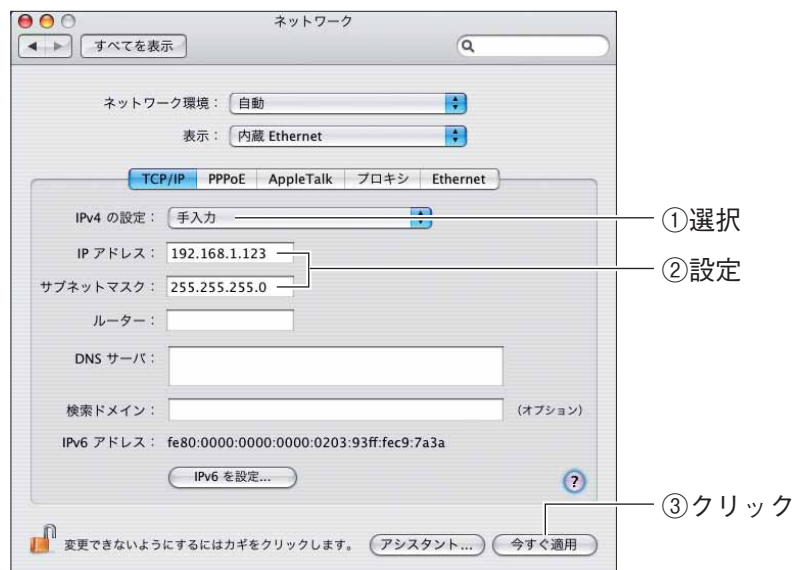 ネットワーク
すべてを表示
ネットワーク環境： 自動
表示： 内蔵 Ethernet
TCP/IP PPPoE AppleTalk プロキシ Ethernet
IPv4 の設定： 手入力
①選択
IP アドレス： 192.168.1.123
②設定
サブネットマスク： 255.255.255.0
ルーター：
DNS サーバ：
検索ドメイン： (オプション)
IPv6 アドレス： fe80:0000:0000:0000:0203:93ff:fec9:7a3a
IPv6 を設定... ?
③クリック
変更できないようにするにはカギをクリックします。 アシスタント... 今すぐ適用